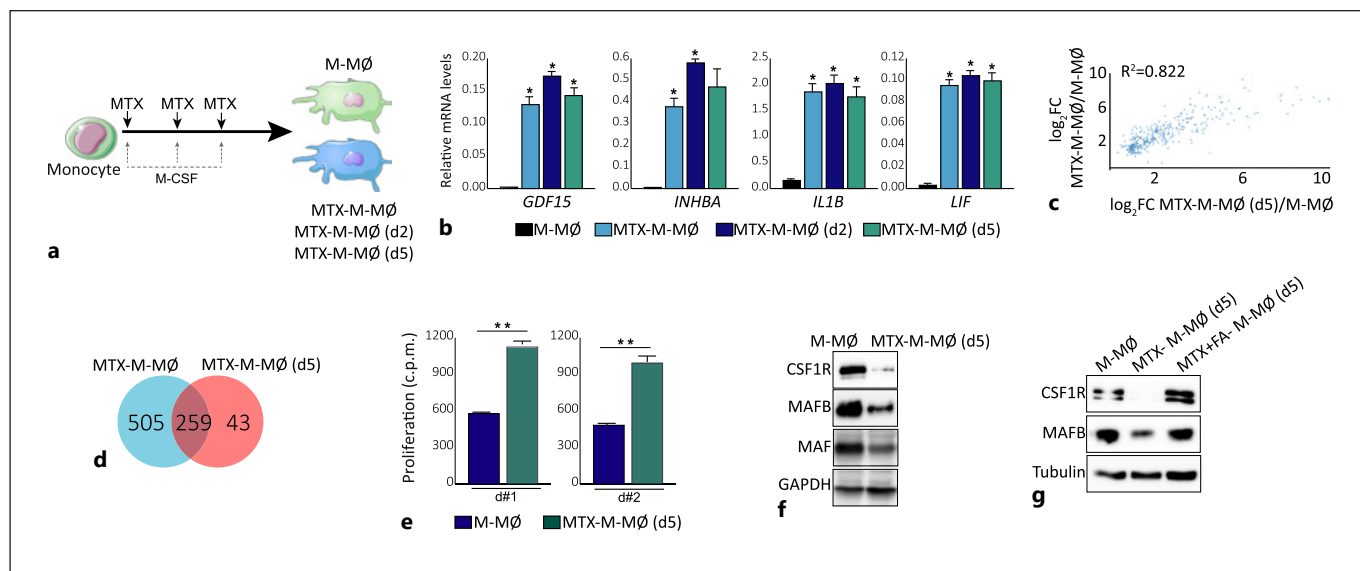 M-MØ
MTX MTX MTX
Monocyte
M-CSF
MTX-M-MØ
MTX-M-MØ (d2)
MTX-M-MØ (d5)
a
Relative mRNA levels
0.20
0.15
0.10
0.05
0.00
* * *
GDF15
0.6
0.5
0.4
0.3
0.2
0.1
0.0
* *
INHBA
2.5
2.0
1.5
1.0
0.5
0.0
* * *
IL1B
0.12
0.10
0.08
0.06
0.04
0.02
0.00
* * *
LIF
b
M-MØ MTX-M-MØ MTX-M-MØ (d2) MTX-M-MØ (d5)
log2FC
MTX-M-MØ/M-MØ
10
6
2
R²=0.822
2 6 10
log2FC MTX-M-MØ (d5)/M-MØ
c
MTX-M-MØ MTX-M-MØ (d5)
505 259 43
d
Proliferation (c.p.m.)
1200
900
600
300
0
**
d#1
1200
900
600
300
0
**
d#2
e
M-MØ MTX-M-MØ (d5)
M-MØ MTX-M-MØ (d5)
CSF1R
MAFB
MAF
GAPDH
f
M-MØ
MTX- M-MØ (d5)
MTX+FA- M-MØ (d5)
CSF1R
MAFB
Tubulin
g